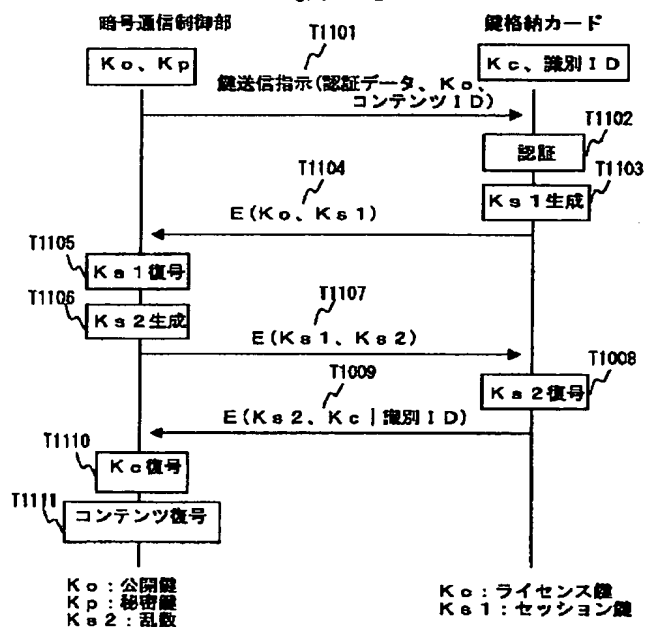 暗号通信制御部
鍵格納カード
T1101
Ko、Kp
Kc、識別ID
鍵送信指示(認証データ、Ko、
コンテンツID)
T1102
認証
T1103
T1104
Ks1生成
E(Ko、Ks1)
T1105
Ks1復号
T1106
Ks2生成
T1107
E(Ks1、Ks2)
T1008
Ks2復号
T1009
E(Ks2、Kc|識別ID)
T1110
Kc復号
T1111
コンテンツ復号
Ko:公開鍵
Kp:秘密鍵
Ks2:乱数
Kc:ライセンス鍵
Ks1:セッション鍵